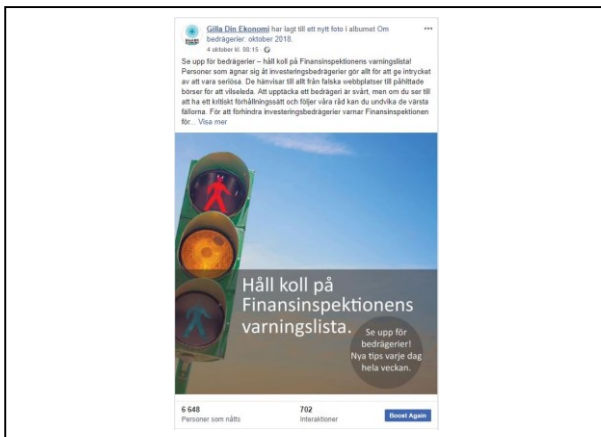 Gilla Din Ekonomi har lagt till ett nytt foto i albumet Om
bedrägerier: oktober 2018.
4 oktober kl. 08:15 ·
Se upp för bedrägerier – håll koll på Finansinspektionens varningslista!
Personer som ägnar sig åt investeringsbedrägerier gör allt för att ge intrycket
av att vara seriösa. De hänvisar till allt från falska webbplatser till påhittade
börser för att vilseleda. Att upptäcka ett bedrägeri är svårt, men om du ser till
att ha ett kritiskt förhållningssätt och följer våra råd kan du undvika de värsta
fällorna. För att förhindra investeringsbedrägerier varnar Finansinspektionen
för... Visa mer
Håll koll på
Finansinspektionens
varningslista.
Se upp för
bedrägerier!
Nya tips varje dag
hela veckan.
6 648
Personer som nåtts
702
Interaktioner
Boost Again